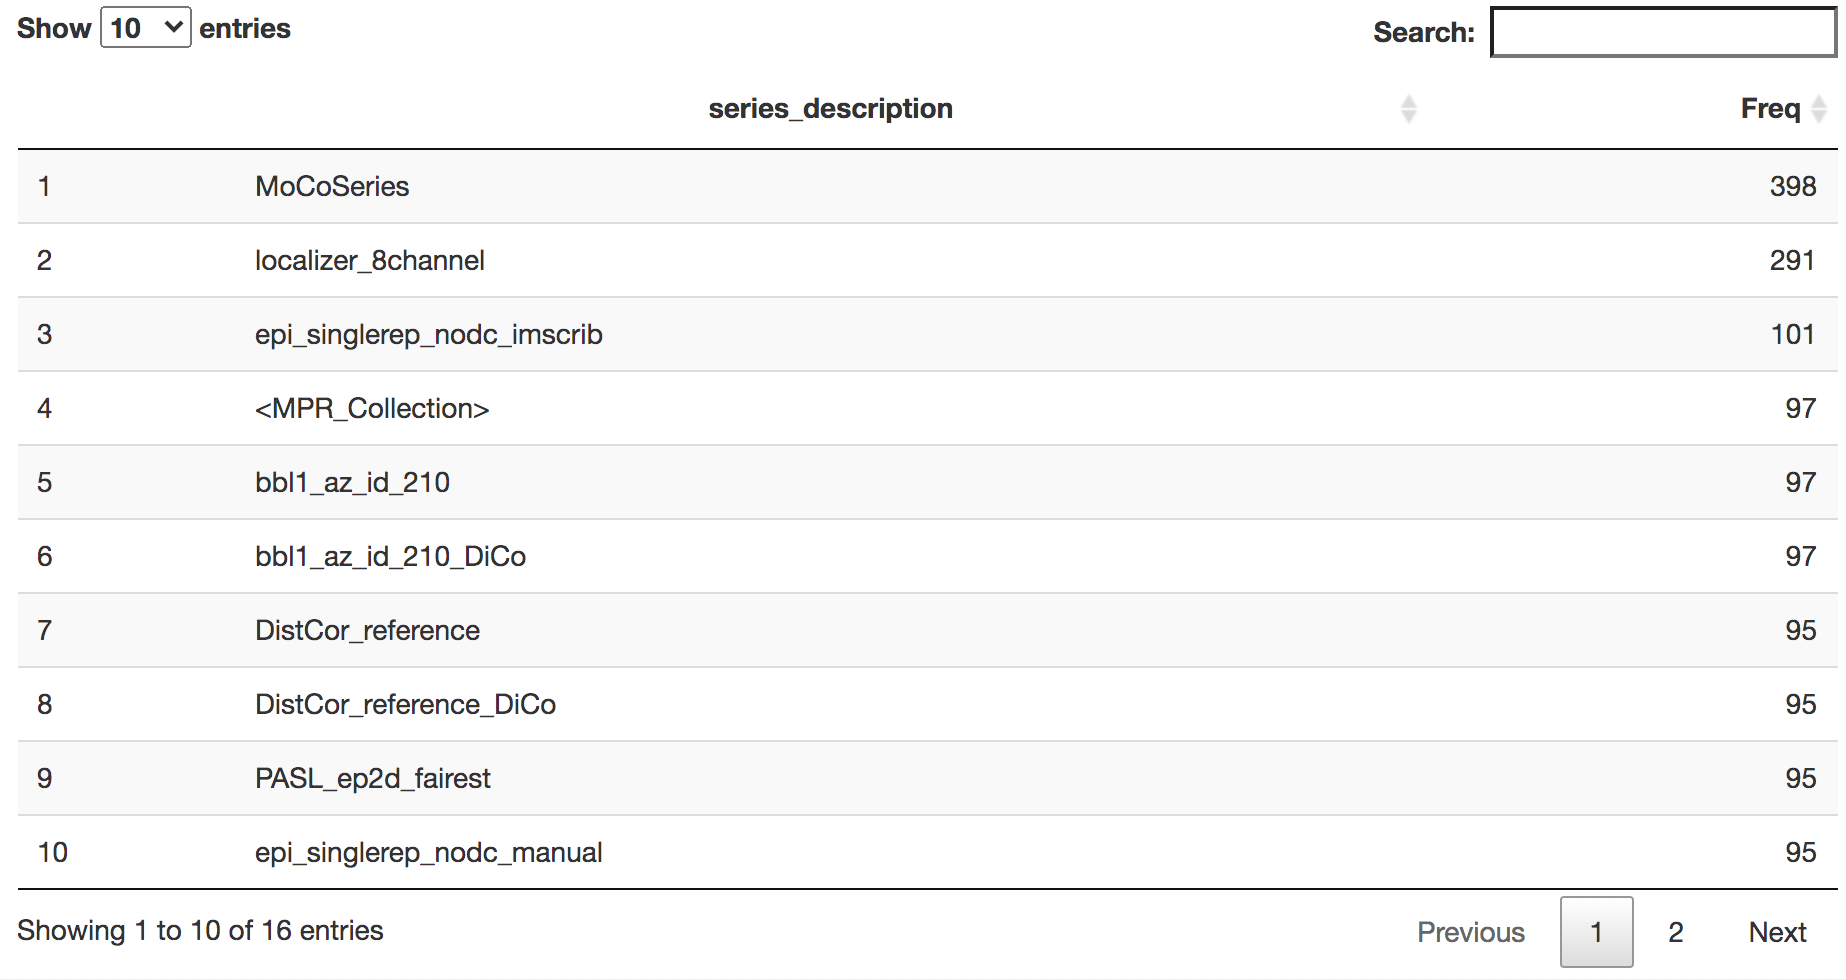 Show 10 entries Search:
series_description Freq
1 MoCoSeries 398
2 localizer_8channel 291
3 epi_singlerep_nodc_imscrib 101
4 <MPR_Collection> 97
5 bbl1_az_id_210 97
6 bbl1_az_id_210_DiCo 97
7 DistCor_reference 95
8 DistCor_reference_DiCo 95
9 PASL_ep2d_fairest 95
10 epi_singlerep_nodc_manual 95
Showing 1 to 10 of 16 entries Previous 1 2 Next